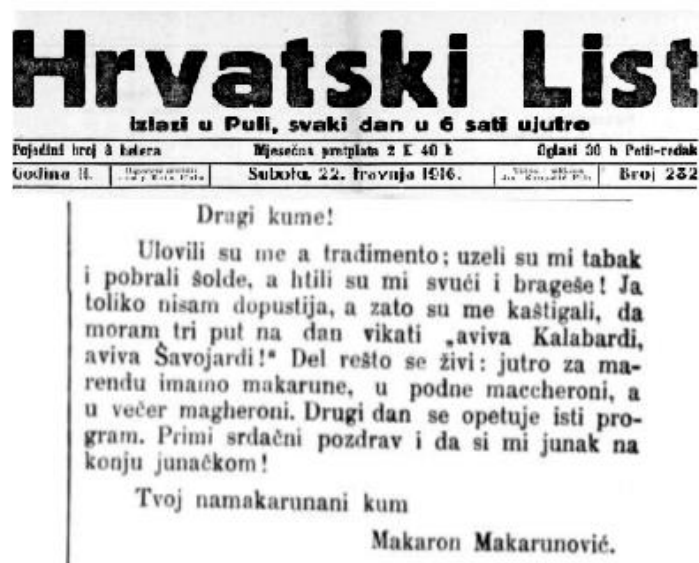 Hrvatski List
izlazi u Puli, svaki dan u 6 sati ujutro
Pojedini broj 8 helera Mjesečna pretplata 2 K 40 h Oglasi 30 h Petit-redak
Godina II. Subota, 22. travnja 1916. Broj 232
Dragi kume!
Ulovili su me a tradimento; uzeli su mi tabak
i pobrali šolde, a htili su mi svući i brageše! Ja
toliko nisam dopustija, a zato su me kaštigali, da
moram tri put na dan vikati „aviva Kalabardi,
aviva Šavojardi!“ Del rešto se živi: jutro za ma-
rendu imamo makarune, u podne maccheroni, a
u večer magheroni. Drugi dan se opetuje isti pro-
gram. Primi srdačni pozdrav i da si mi junak na
konju junačkom!
Tvoj namakarunani kum
Makaron Makarunović.